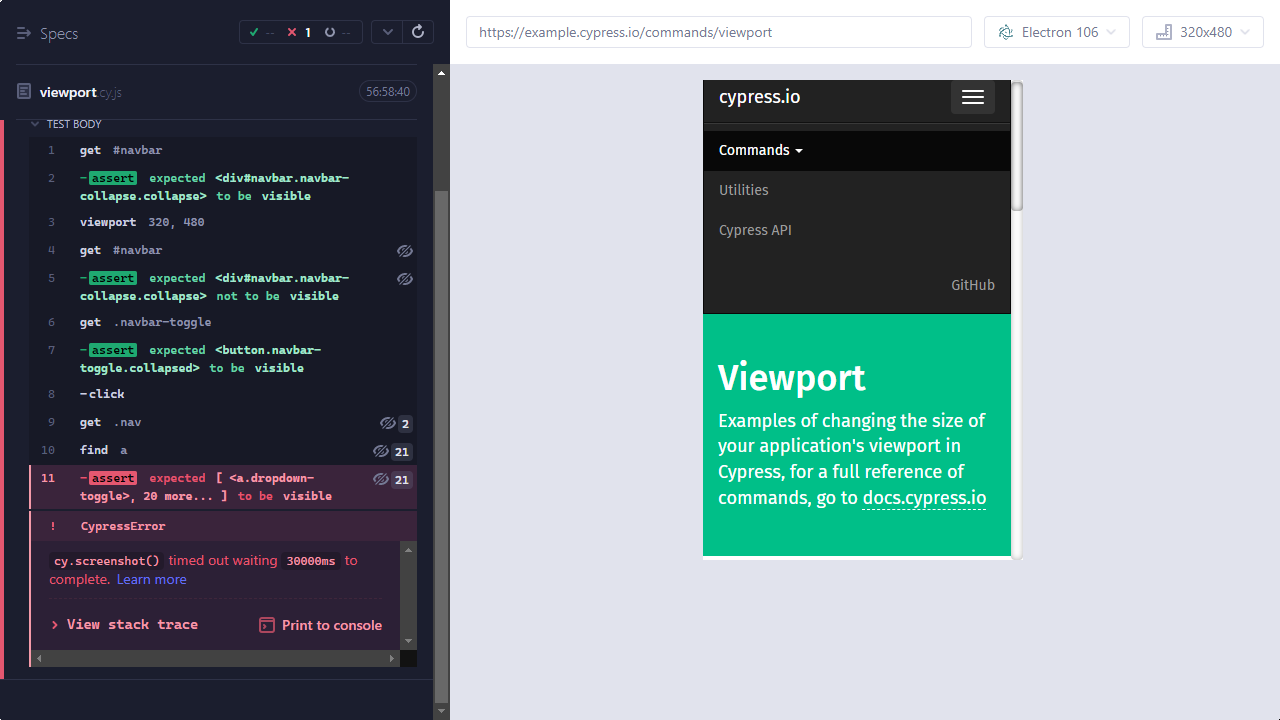 Specs
-- 1 --
https://example.cypress.io/commands/viewport
Electron 106
320x480
viewport cy.js
56:58:40
TEST BODY
1 get #navbar
2 -assert expected <div#navbar.navbar-
collapse.collapse> to be visible
3 viewport 320, 480
4 get #navbar
5 -assert expected <div#navbar.navbar-
collapse.collapse> not to be visible
6 get .navbar-toggle
7 -assert expected <button.navbar-
toggle.collapsed> to be visible
8 -click
9 get .nav 2
10 find a 21
11 -assert expected [ <a.dropdown- 21
toggle>, 20 more... ] to be visible
! CypressError
cy.screenshot() timed out waiting 30000ms to
complete. Learn more
View stack trace
Print to console
cypress.io
Commands
Utilities
Cypress API
GitHub
Viewport
Examples of changing the size of
your application's viewport in
Cypress, for a full reference of
commands, go to docs.cypress.io